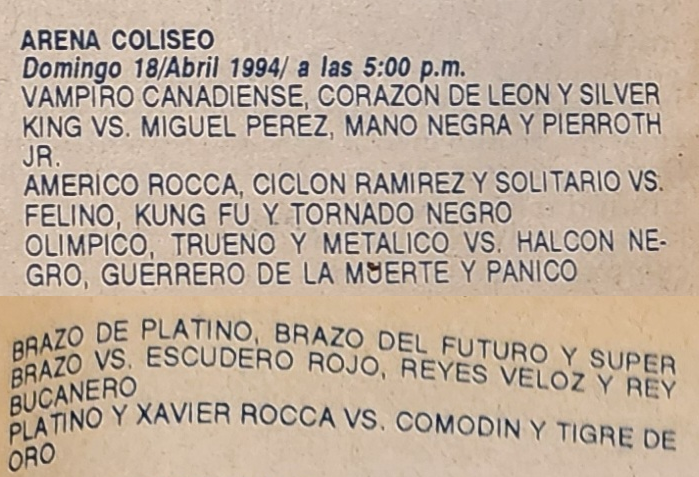 ARENA COLISEO
Domingo 18/Abril 1994/ a las 5:00 p.m.
VAMPIRO CANADIENSE, CORAZON DE LEON Y SILVER
KING VS. MIGUEL PEREZ, MANO NEGRA Y PIERROTH
JR.
AMERICO ROCCA, CICLON RAMIREZ Y SOLITARIO VS.
FELINO, KUNG FU Y TORNADO NEGRO
OLIMPICO, TRUENO Y METALICO VS. HALCON NE-
GRO, GUERRERO DE LA MUERTE Y PANICO
BRAZO DE PLATINO, BRAZO DEL FUTURO Y SUPER
BRAZO VS. ESCUDERO ROJO, REYES VELOZ Y REY
BUCANERO
PLATINO Y XAVIER ROCCA VS. COMODIN Y TIGRE DE
ORO